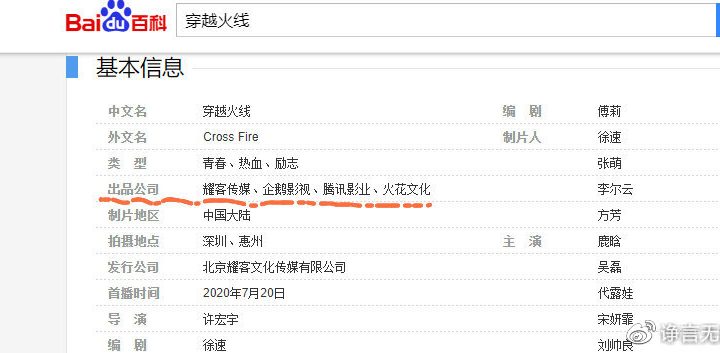 Baidu百科 穿越火线
基本信息
中文名 穿越火线 编 剧 傅莉
外文名 Cross Fire 制片人 徐速
类 型 青春、热血、励志 张萌
出品公司 耀客传媒、企鹅影视、腾讯影业、火花文化 李尔云
制片地区 中国大陆 方芳
拍摄地点 深圳、惠州 主 演 鹿晗
发行公司 北京耀客文化传媒有限公司 吴磊
首播时间 2020年7月20日 代露娃
导 演 许宏宇 宋妍霏
编 剧 徐速 刘帅良
@诤言无